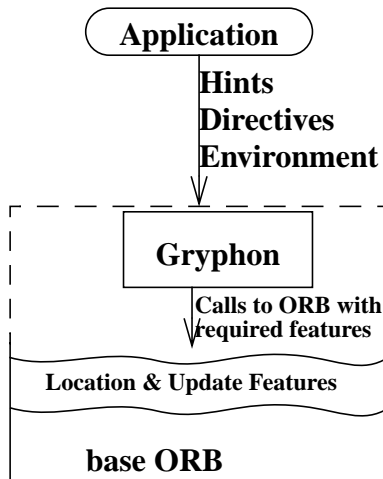 Application
Hints
Directives
Environment
Gryphon
Calls to ORB with
required features
Location & Update Features
base ORB